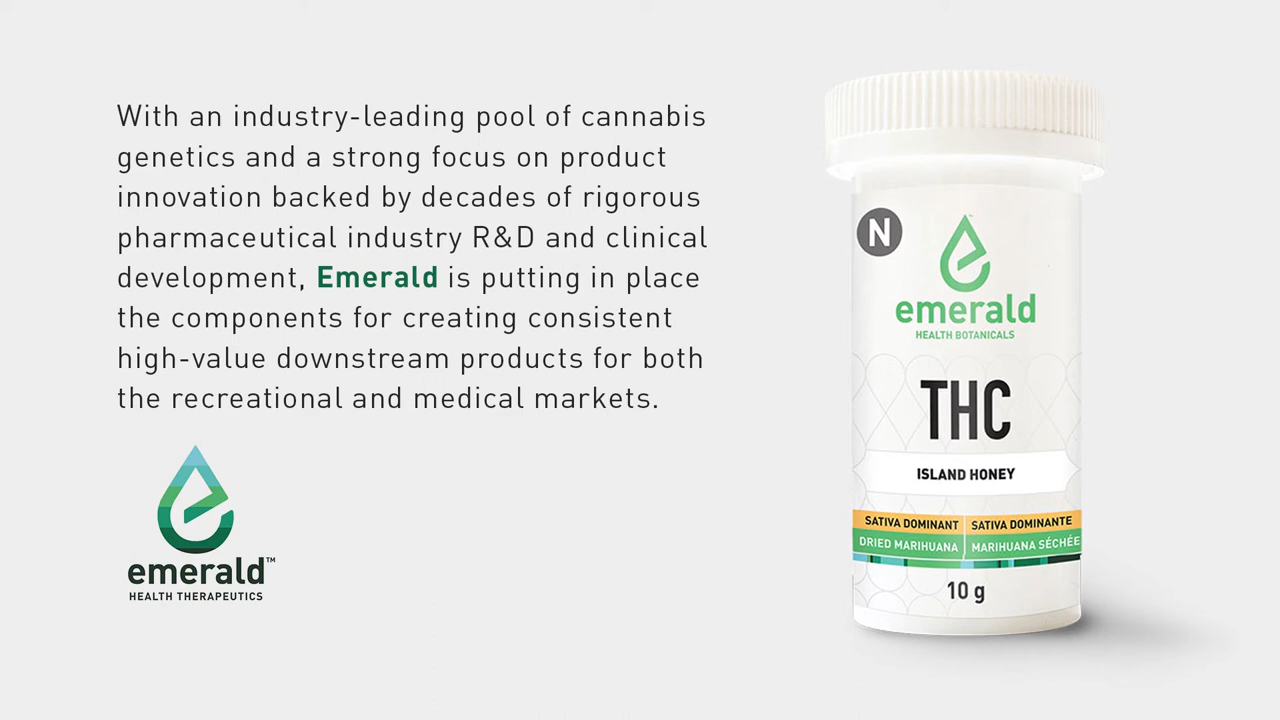 With an industry-leading pool of cannabis
genetics and a strong focus on product
innovation backed by decades of rigorous
pharmaceutical industry R&D and clinical
development, Emerald is putting in place
the components for creating consistent
high-value downstream products for both
the recreational and medical markets.
emerald™
HEALTH THERAPEUTICS
N
emerald
HEALTH BOTANICALS
THC
ISLAND HONEY
SATIVA DOMINANT | SATIVA DOMINANTE
DRIED MARIHUANA | MARIHUANA SÉCHÉE
10 g